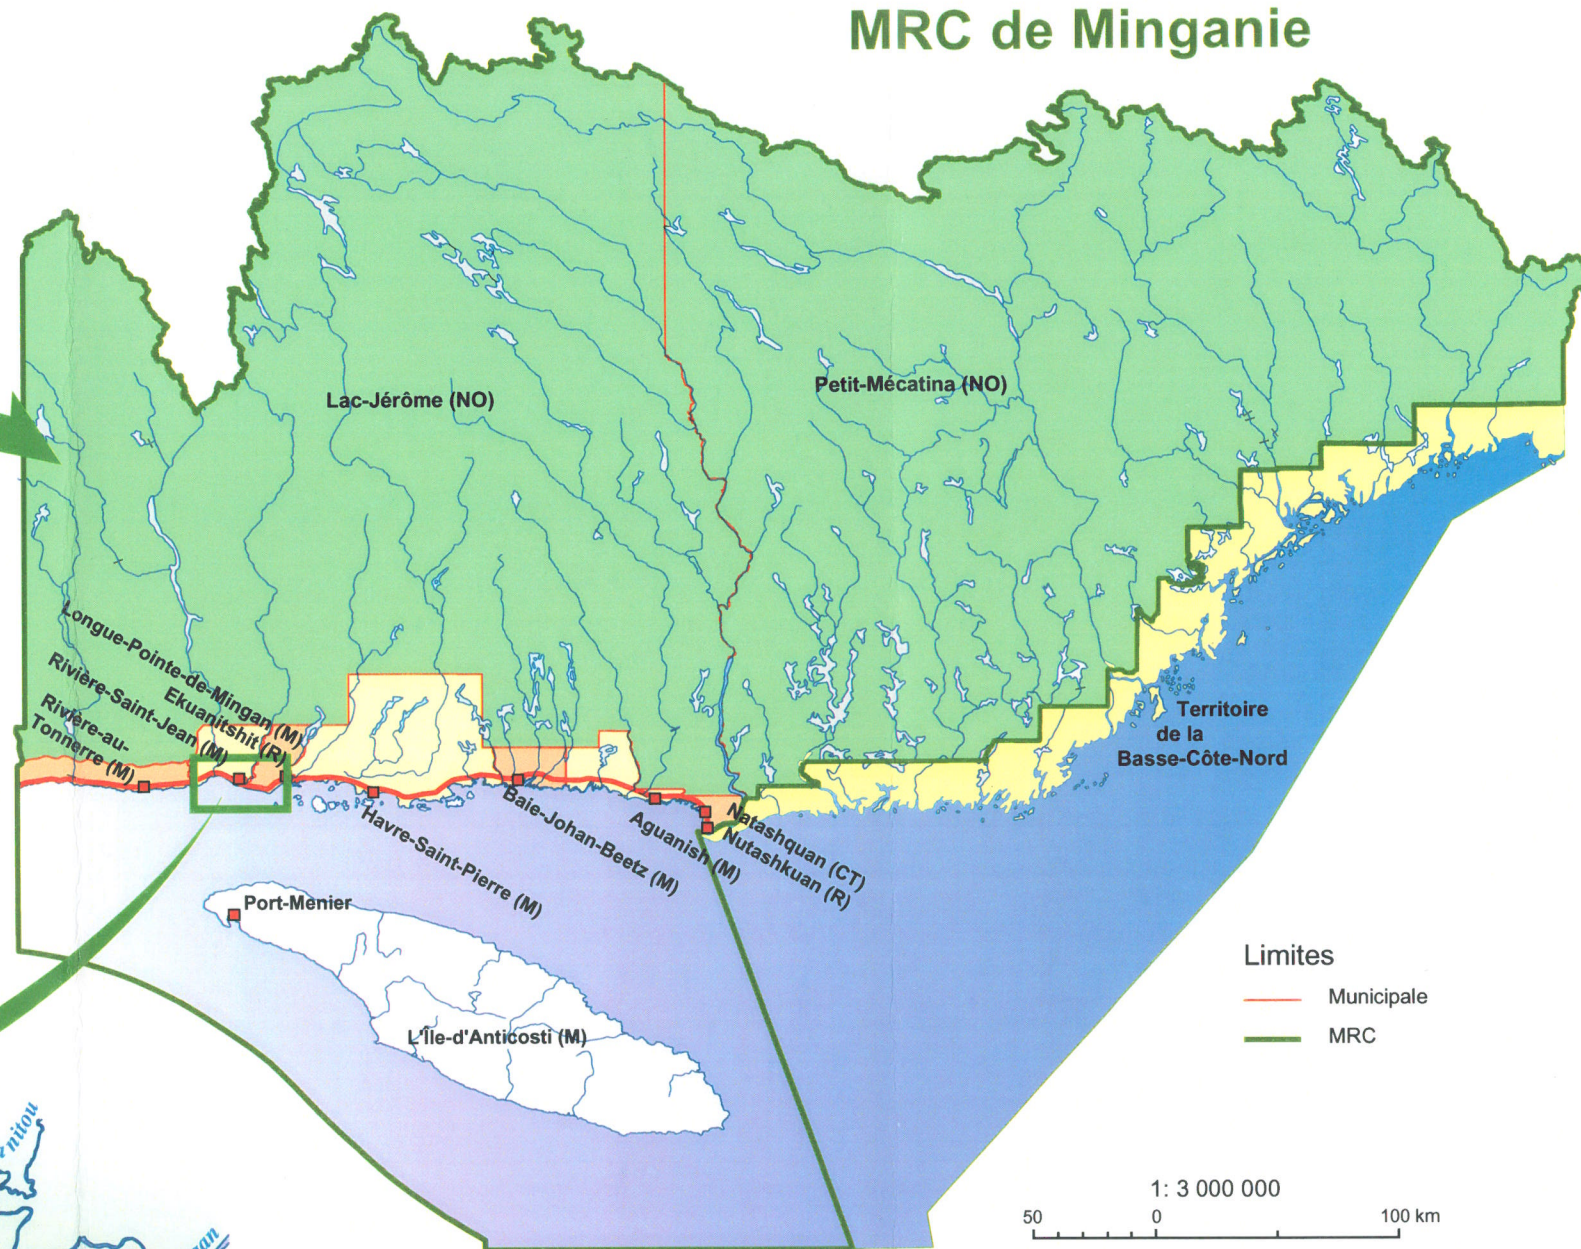 MRC de Minganie
Lac-Jérôme (NO)
Petit-Mécatina (NO)
Longue-Pointe-de-Mingan (M)
Ekuanitshit (R)
Rivière-Saint-Jean (M)
Rivière-au-
Tonnerre (M)
Havre-Saint-Pierre (M)
Baie-Johan-Beetz (M)
Aguanish (M)
Natashquan (CT)
Nutashkuan (R)
Territoire
de la
Basse-Côte-Nord
Port-Menier
L'Île-d'Anticosti (M)
Limites
Municipale
MRC
1: 3 000 000
50 0 100 km